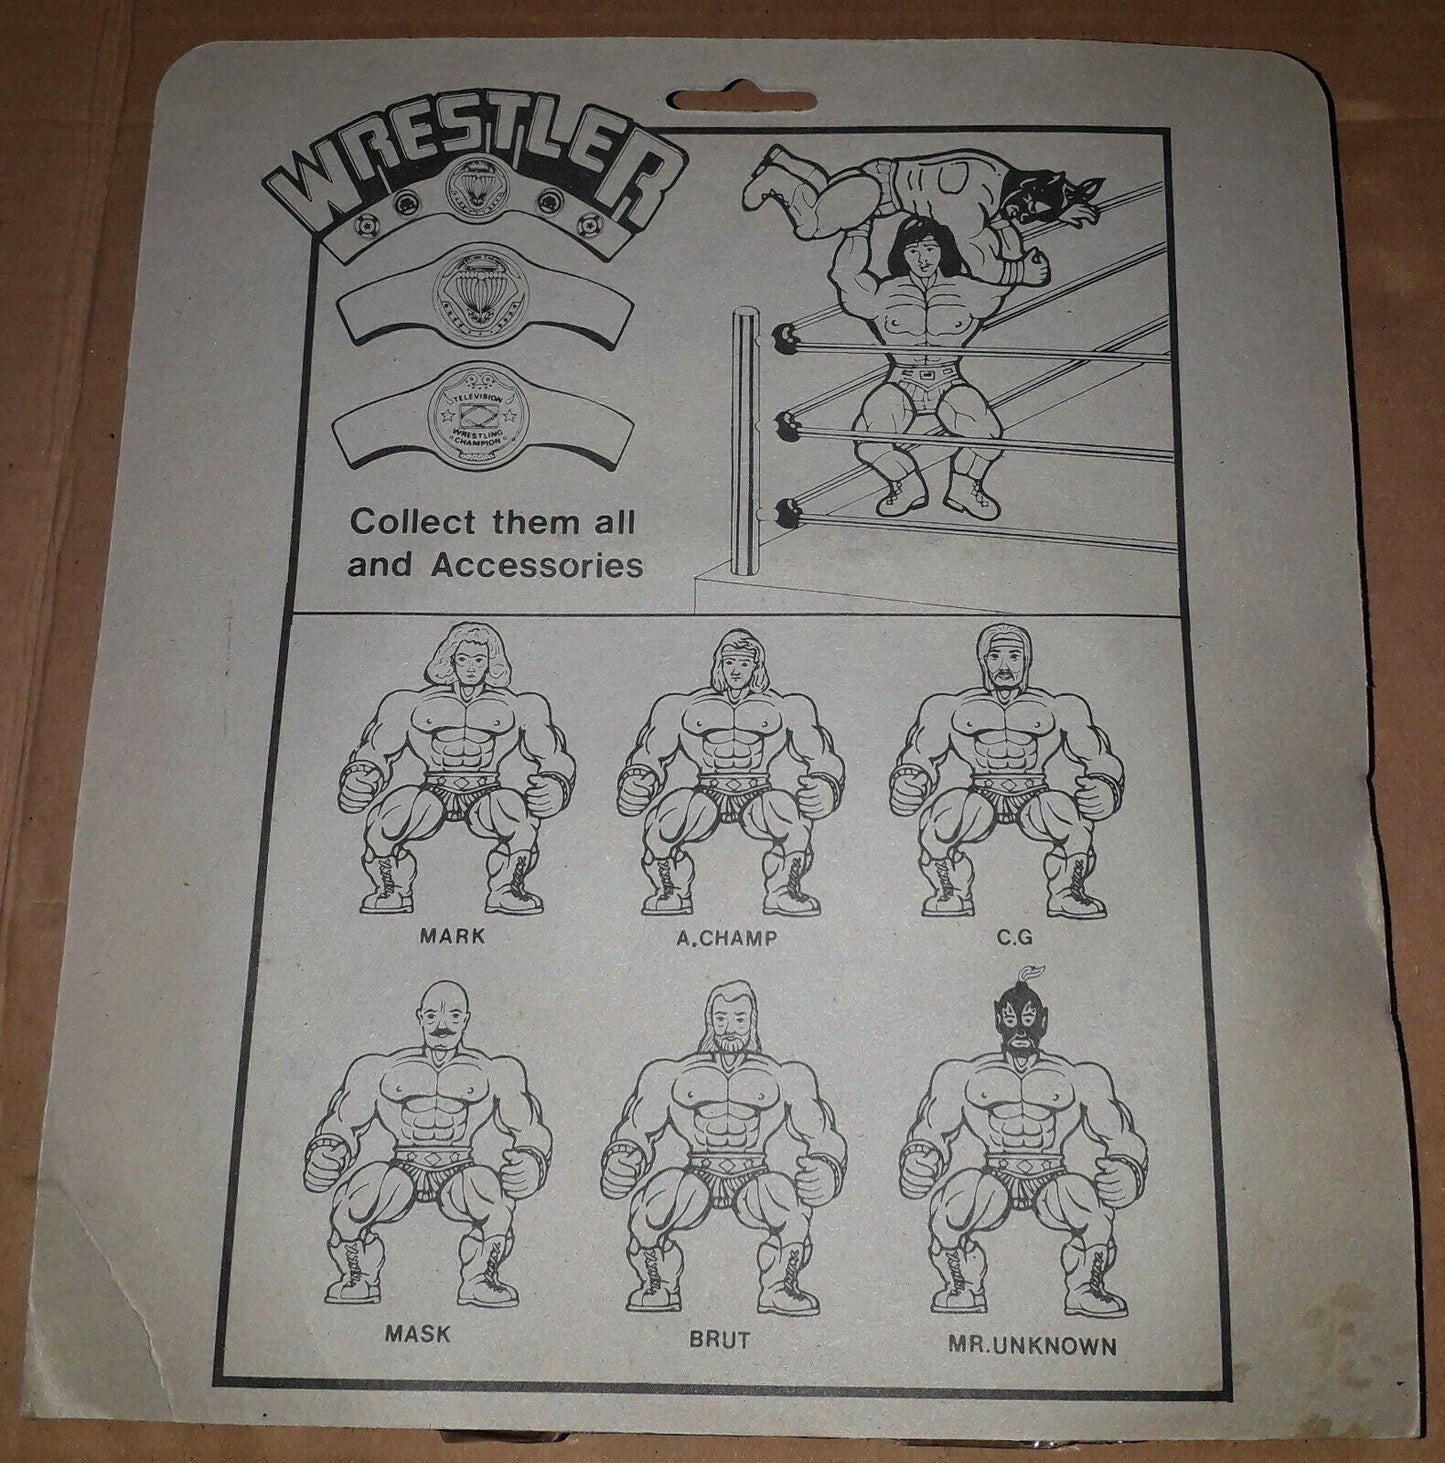 WRESTLER
TELEVISION
WRESTLING
CHAMPION
Collect them all
and Accessories
MARK
A.CHAMP
C.G
MASK
BRUT
MR.UNKNOWN